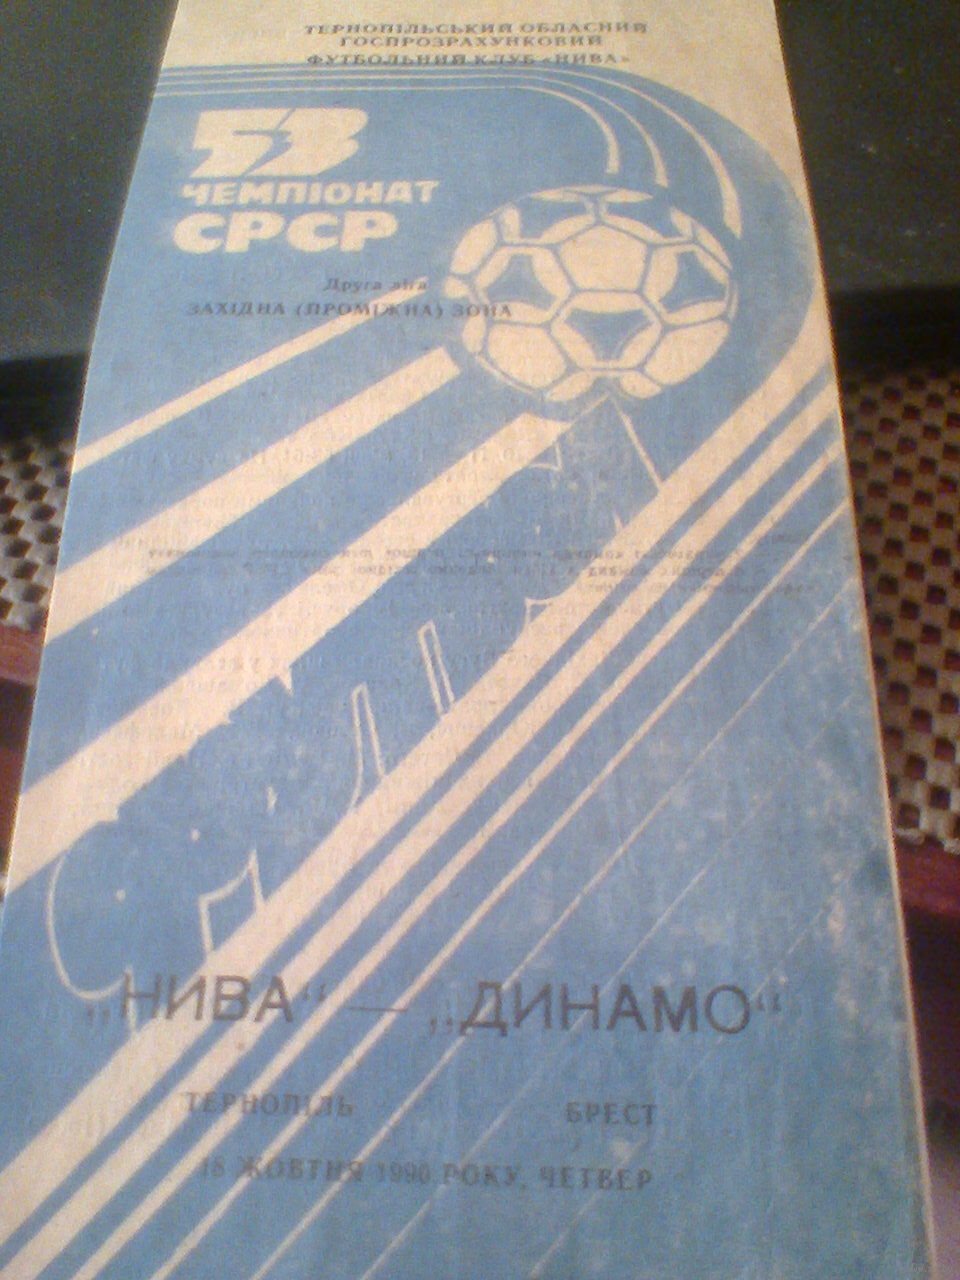 ТЕРНОПІЛЬСЬКИЙ ОБЛАСНИЙ
ГОСПРОЗРАХУНКОВИЙ
ФУТБОЛЬНИЙ КЛУБ «НИВА»
53
ЧЕМПІОНАТ
СРСР
Друга ліга
ЗАХІДНА (ПРОМІЖНА) ЗОНА
„НИВА“ — „ДИНАМО“
ТЕРНОПІЛЬ БРЕСТ
18 ЖОВТНЯ 1990 РОКУ, ЧЕТВЕР